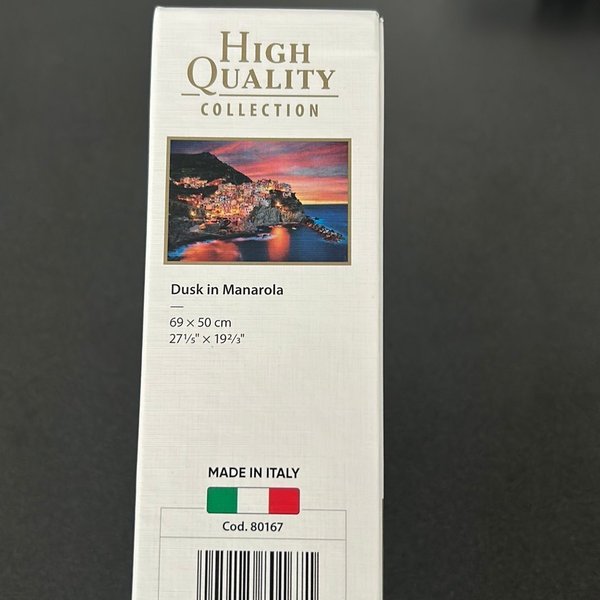 HIGH
QUALITY
COLLECTION
Dusk in Manarola
69 × 50 cm
27⅕" × 19⅔"
MADE IN ITALY
Cod. 80167